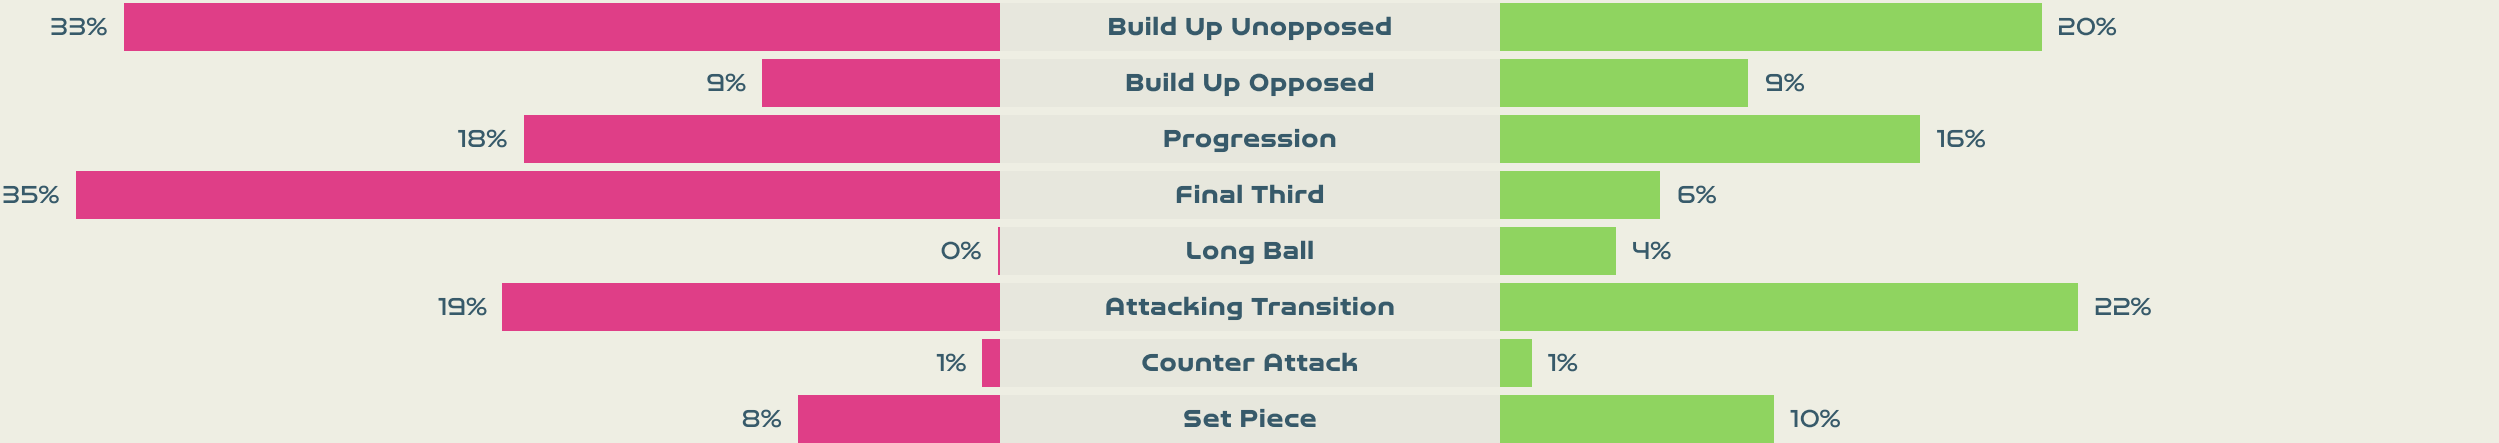 33% Build Up Unopposed 20%
9% Build Up Opposed 9%
18% Progression 16%
35% Final Third 6%
0% Long Ball 4%
19% Attacking Transition 22%
1% Counter Attack 1%
8% Set Piece 10%